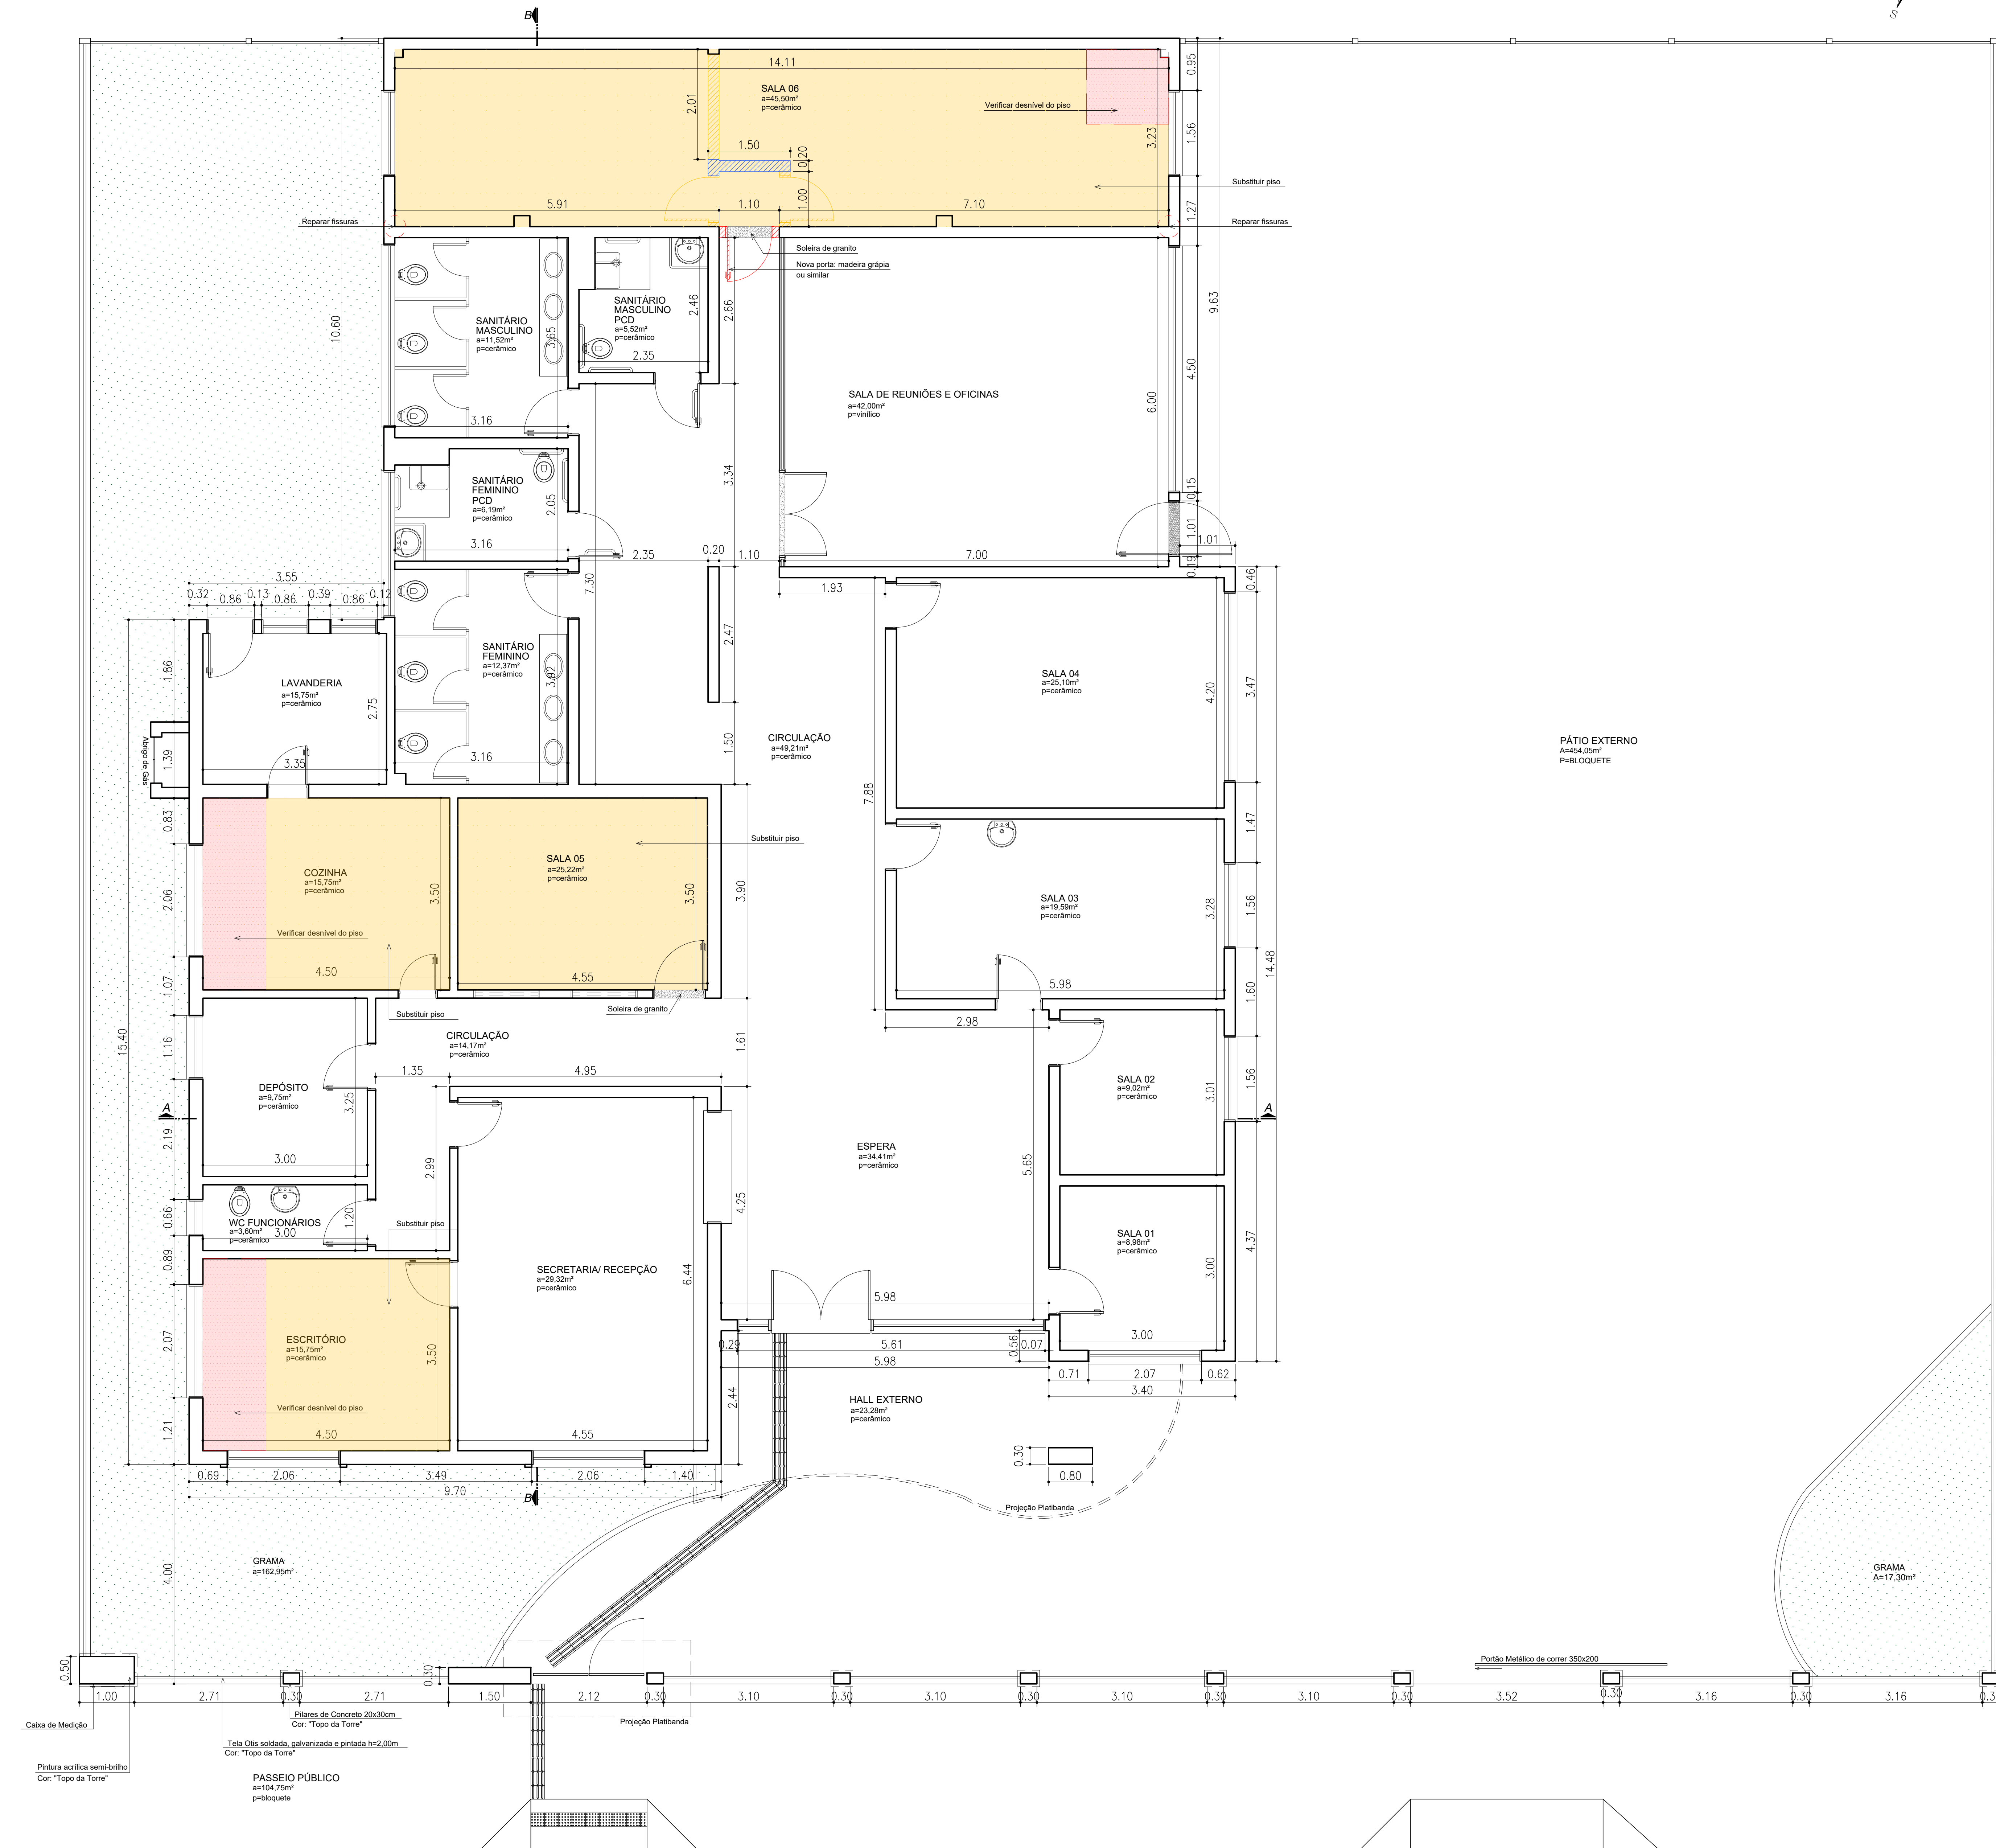 B
S
14.11
SALA 06
a=45,50m²
p=cerâmico
2.01
Verificar desnível do piso
0.95
1.56
3.23
1.50
0.20
1.00
Substituir piso
1.27
5.91
1.10
7.10
Reparar fissuras
Reparar fissuras
Soleira de granito
Nova porta: madeira grápia
ou similar
10.60
SANITÁRIO
MASCULINO
a=11,52m²
p=cerâmico
3.65
3.16
SANITÁRIO
MASCULINO
PCD
a=5,52m²
p=cerâmico
2.46
2.35
2.66
9.63
4.50
SALA DE REUNIÕES E OFICINAS
a=42,00m²
p=vinílico
6.00
3.34
SANITÁRIO
FEMININO
PCD
a=6,19m²
p=cerâmico
2.05
3.16
0.15
1.01
1.01
0.19
2.35
0.20
1.10
7.00
3.55
0.32
0.86
0.13
0.86
0.39
0.86
0.12
7.30
1.93
0.46
2.47
SANITÁRIO
FEMININO
a=12,37m²
p=cerâmico
3.92
3.16
1.86
LAVANDERIA
a=15,75m²
p=cerâmico
2.75
3.35
SALA 04
a=25,10m²
p=cerâmico
4.20
3.47
1.50
CIRCULAÇÃO
a=49,21m²
p=cerâmico
PÁTIO EXTERNO
A=454,05m²
P=BLOQUETE
Abrigo de Gás
1.39
7.88
0.83
Substituir piso
1.47
COZINHA
a=15,75m²
p=cerâmico
3.50
SALA 05
a=25,22m²
p=cerâmico
3.50
3.90
2.06
SALA 03
a=19,59m²
p=cerâmico
3.28
1.56
Verificar desnível do piso
4.50
4.55
14.48
1.07
5.98
1.60
Substituir piso
Soleira de granito
2.98
15.40
1.16
CIRCULAÇÃO
a=14,17m²
p=cerâmico
1.61
1.35
4.95
DEPÓSITO
a=9,75m²
p=cerâmico
3.25
SALA 02
a=9,02m²
p=cerâmico
3.01
1.56
A
A
2.19
3.00
2.99
ESPERA
a=34,41m²
p=cerâmico
5.65
4.25
0.66
WC FUNCIONÁRIOS
a=3,60m²
3.00
p=cerâmico
1.20
Substituir piso
SALA 01
a=8,98m²
p=cerâmico
3.00
4.37
0.89
SECRETARIA/ RECEPÇÃO
a=29,32m²
p=cerâmico
6.44
5.98
2.07
ESCRITÓRIO
a=15,75m²
p=cerâmico
3.50
0.29
5.61
0.07
0.56
3.00
5.98
0.71
2.07
0.62
3.40
2.44
HALL EXTERNO
a=23,28m²
p=cerâmico
Verificar desnível do piso
1.21
4.50
4.55
0.30
0.80
0.69
2.06
3.49
2.06
1.40
9.70
B
Projeção Platibanda
GRAMA
a=162,95m²
4.00
GRAMA
A=17,30m²
Portão Metálico de correr 350x200
0.50
0.30
1.00
2.71
0.30
2.71
1.50
2.12
0.30
3.10
0.30
3.10
0.30
3.10
0.30
3.10
0.30
3.52
0.30
3.16
0.30
3.16
0.3
Caixa de Medição
Pilares de Concreto 20x30cm
Cor: "Topo da Torre"
Projeção Platibanda
Tela Otis soldada, galvanizada e pintada h=2,00m
Cor: "Topo da Torre"
Pintura acrílica semi-brilho
Cor: "Topo da Torre"
PASSEIO PÚBLICO
a=104,75m²
p=bloquete